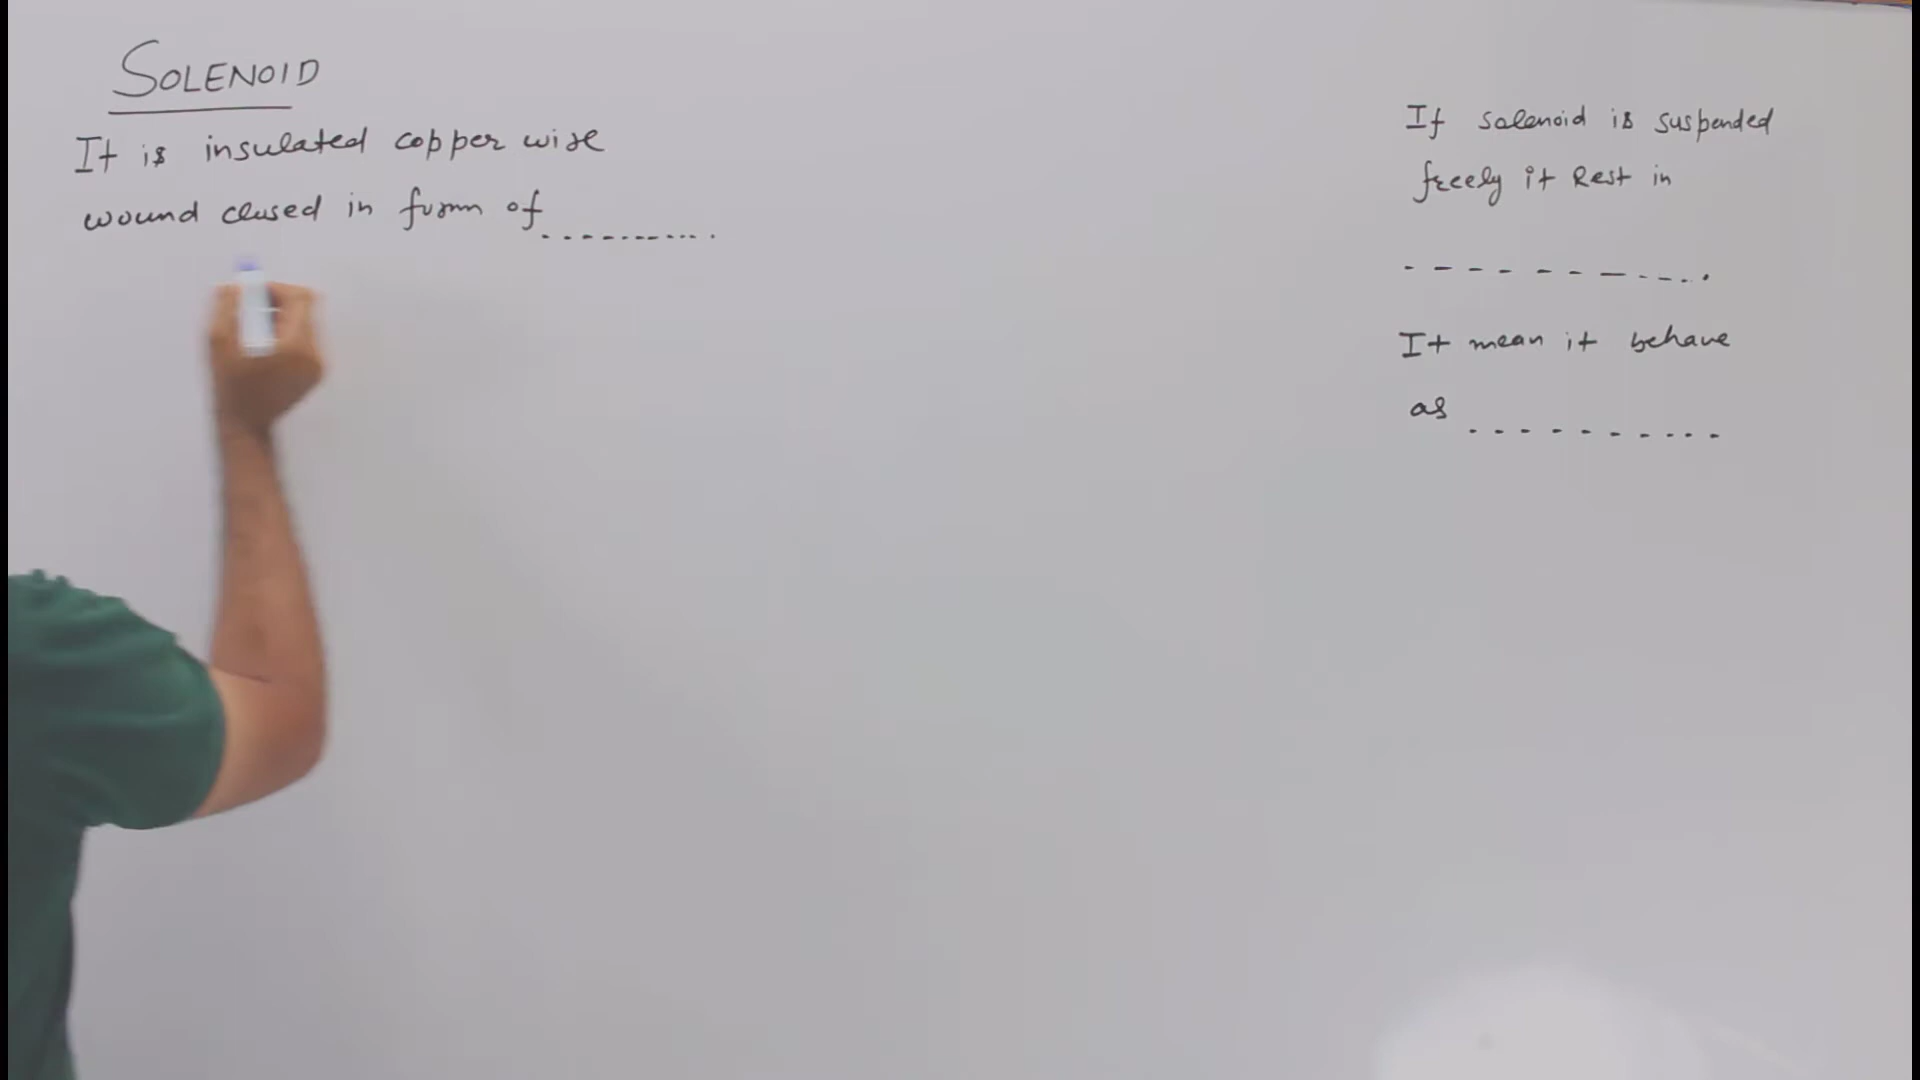 SOLENOID
It is insulated copper wire
wound closed in form of ............
If solenoid is suspended
freely it Rest in
-----------.
It mean it behave
as ..........